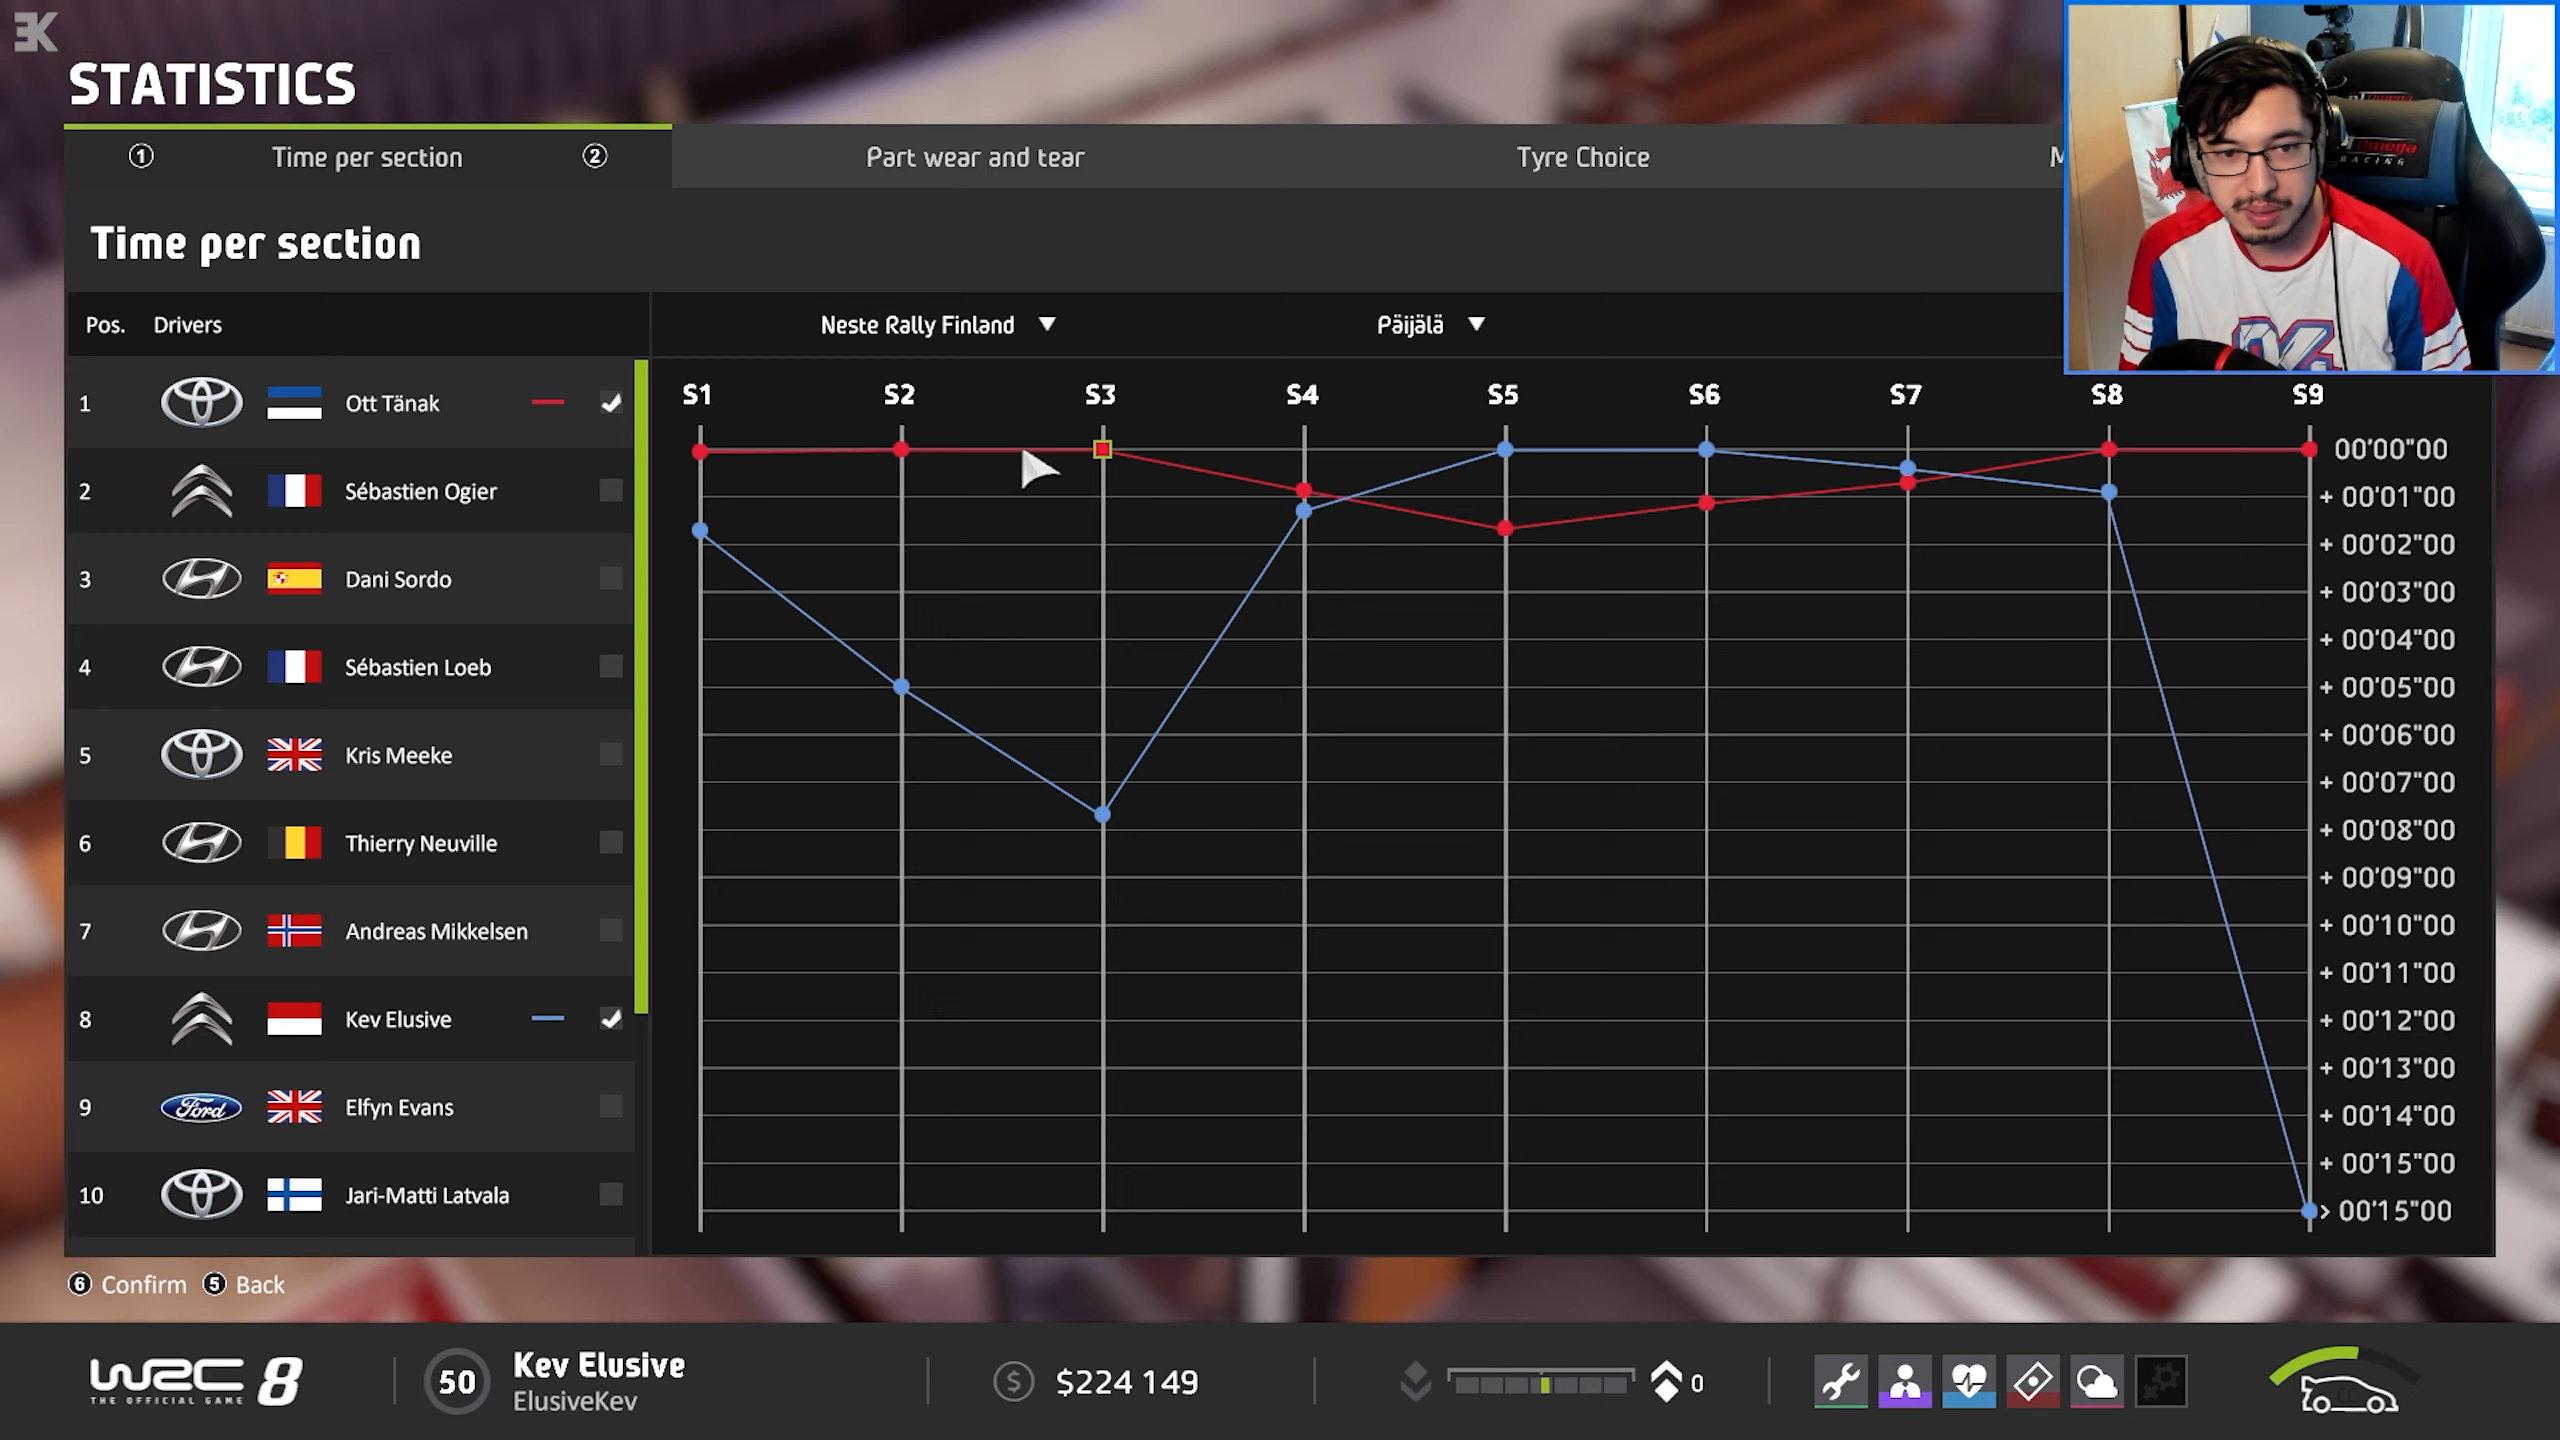 3K
STATISTICS
1 Time per section 2
Part wear and tear
Tyre Choice
M
Time per section
Pos. Drivers
Neste Rally Finland
Päijälä
1 Ott Tänak
2 Sébastien Ogier
3 Dani Sordo
4 Sébastien Loeb
5 Kris Meeke
6 Thierry Neuville
7 Andreas Mikkelsen
8 Kev Elusive
9 Ford Elfyn Evans
10 Jari-Matti Latvala
S1 S2 S3 S4 S5 S6 S7 S8 S9
00'00"00
+ 00'01"00
+ 00'02"00
+ 00'03"00
+ 00'04"00
+ 00'05"00
+ 00'06"00
+ 00'07"00
+ 00'08"00
+ 00'09"00
+ 00'10"00
+ 00'11"00
+ 00'12"00
+ 00'13"00
+ 00'14"00
+ 00'15"00
> 00'15"00
Omega
RACING
6 Confirm 5 Back
WRC 8
THE OFFICIAL GAME
50
Kev Elusive
ElusiveKev
$ $224 149
0